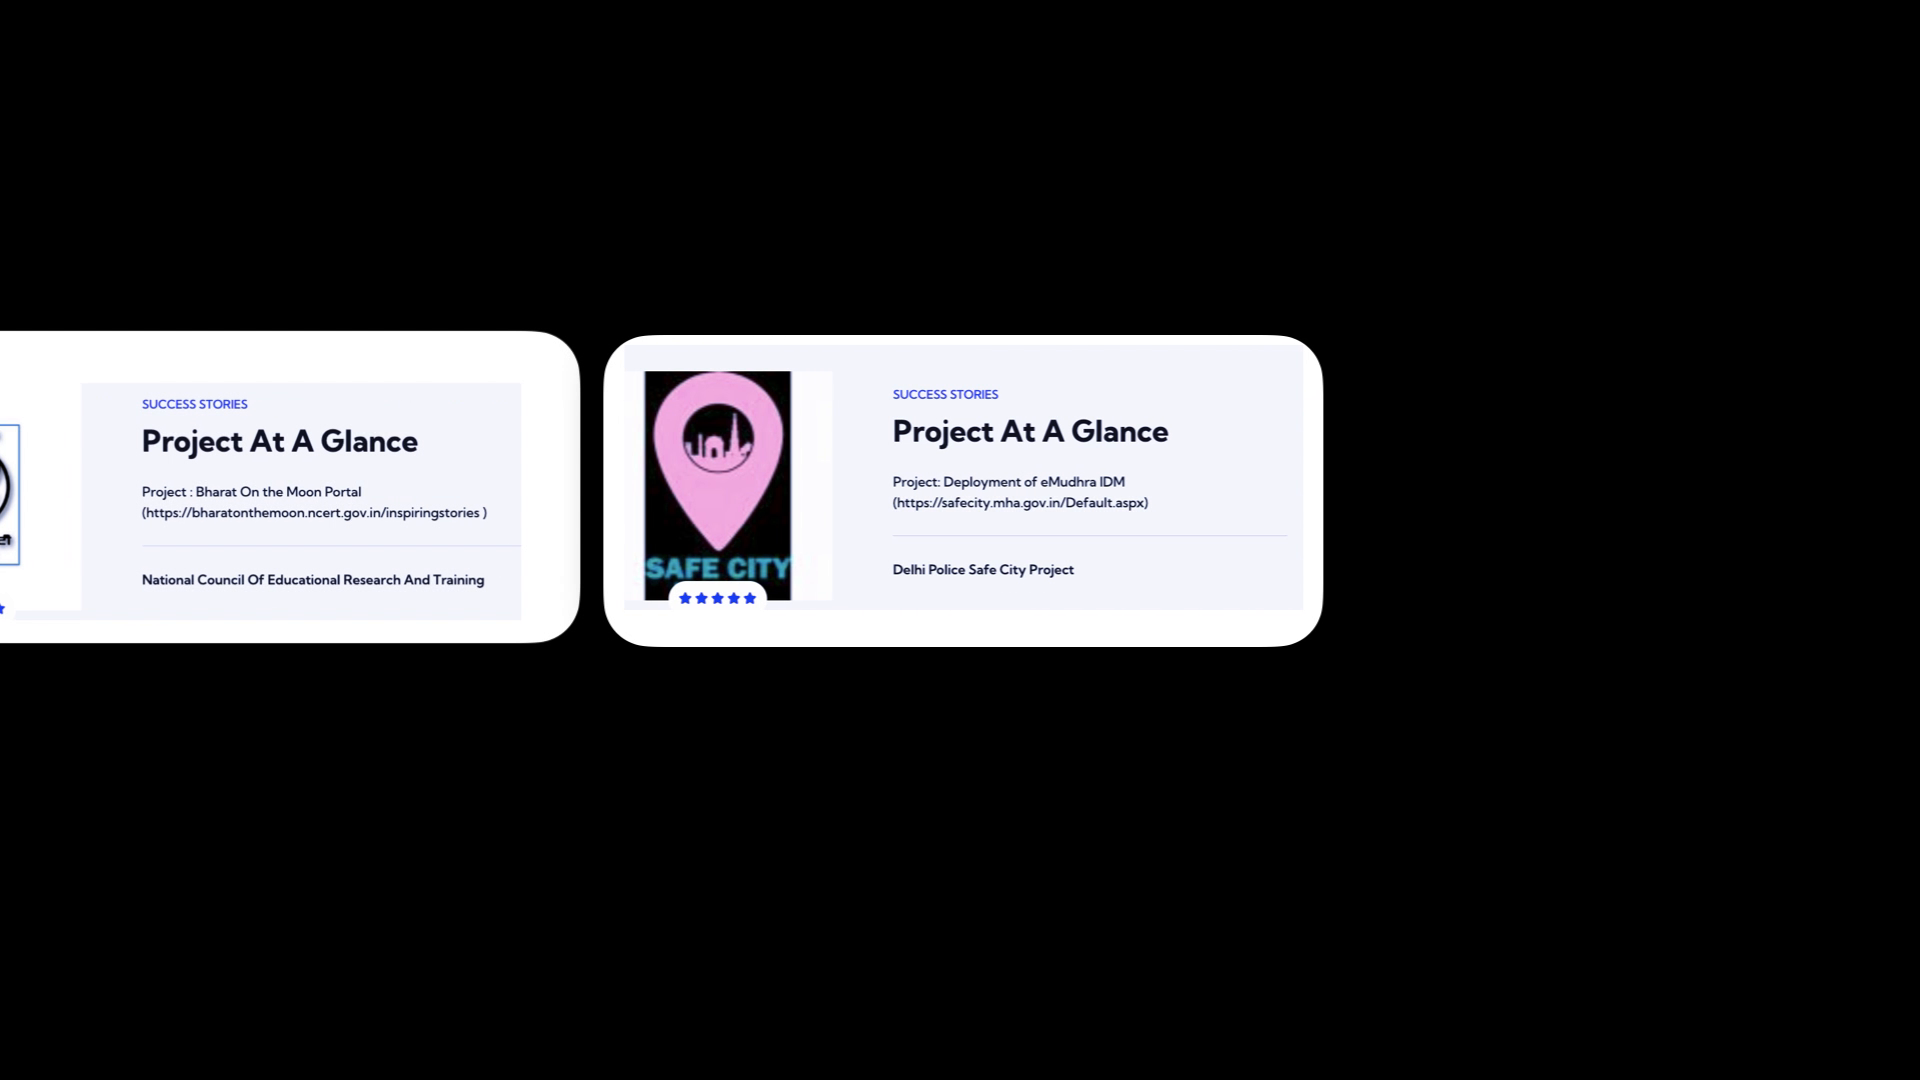 SUCCESS STORIES
Project At A Glance
Project : Bharat On the Moon Portal
(https://bharatonthemoon.ncert.gov.in/inspiringstories )
National Council Of Educational Research And Training
SAFE CITY
SUCCESS STORIES
Project At A Glance
Project: Deployment of eMudhra IDM
(https://safecity.mha.gov.in/Default.aspx)
Delhi Police Safe City Project